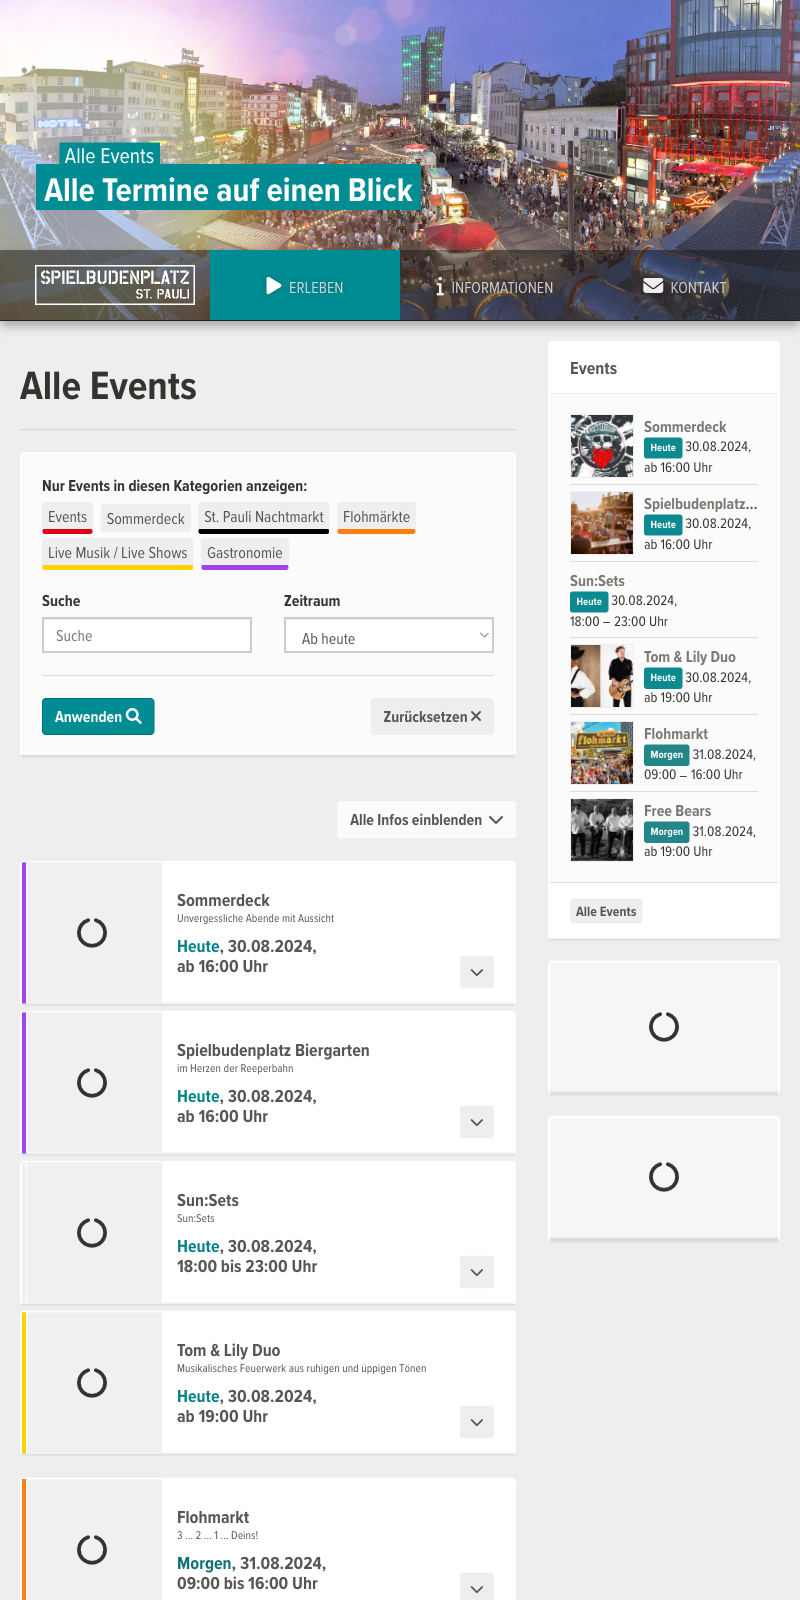 HOTEL
Alle Events
Alle Termine auf einen Blick
SPIELBUDENPLATZ
ST. PAULI
ERLEBEN
INFORMATIONEN
KONTAKT
Alle Events
Nur Events in diesen Kategorien anzeigen:
Events
Sommerdeck
St. Pauli Nachtmarkt
Flohmärkte
Live Musik / Live Shows
Gastronomie
Suche
Zeitraum
Suche
Ab heute
Anwenden
Zurücksetzen
Alle Infos einblenden
Sommerdeck
Unvergessliche Abende mit Aussicht
Heute, 30.08.2024,
ab 16:00 Uhr
Spielbudenplatz Biergarten
im Herzen der Reeperbahn
Heute, 30.08.2024,
ab 16:00 Uhr
Sun:Sets
Sun:Sets
Heute, 30.08.2024,
18:00 bis 23:00 Uhr
Tom & Lily Duo
Musikalisches Feuerwerk aus ruhigen und üppigen Tönen
Heute, 30.08.2024,
ab 19:00 Uhr
Flohmarkt
3 ... 2 ... 1 ... Deins!
Morgen, 31.08.2024,
09:00 bis 16:00 Uhr
Events
Sommerdeck
Heute 30.08.2024,
ab 16:00 Uhr
Spielbudenplatz...
Heute 30.08.2024,
ab 16:00 Uhr
Sun:Sets
Heute 30.08.2024,
18:00 – 23:00 Uhr
Tom & Lily Duo
Heute 30.08.2024,
ab 19:00 Uhr
flohmarkt
Flohmarkt
Morgen 31.08.2024,
09:00 – 16:00 Uhr
Free Bears
Morgen 31.08.2024,
ab 19:00 Uhr
Alle Events